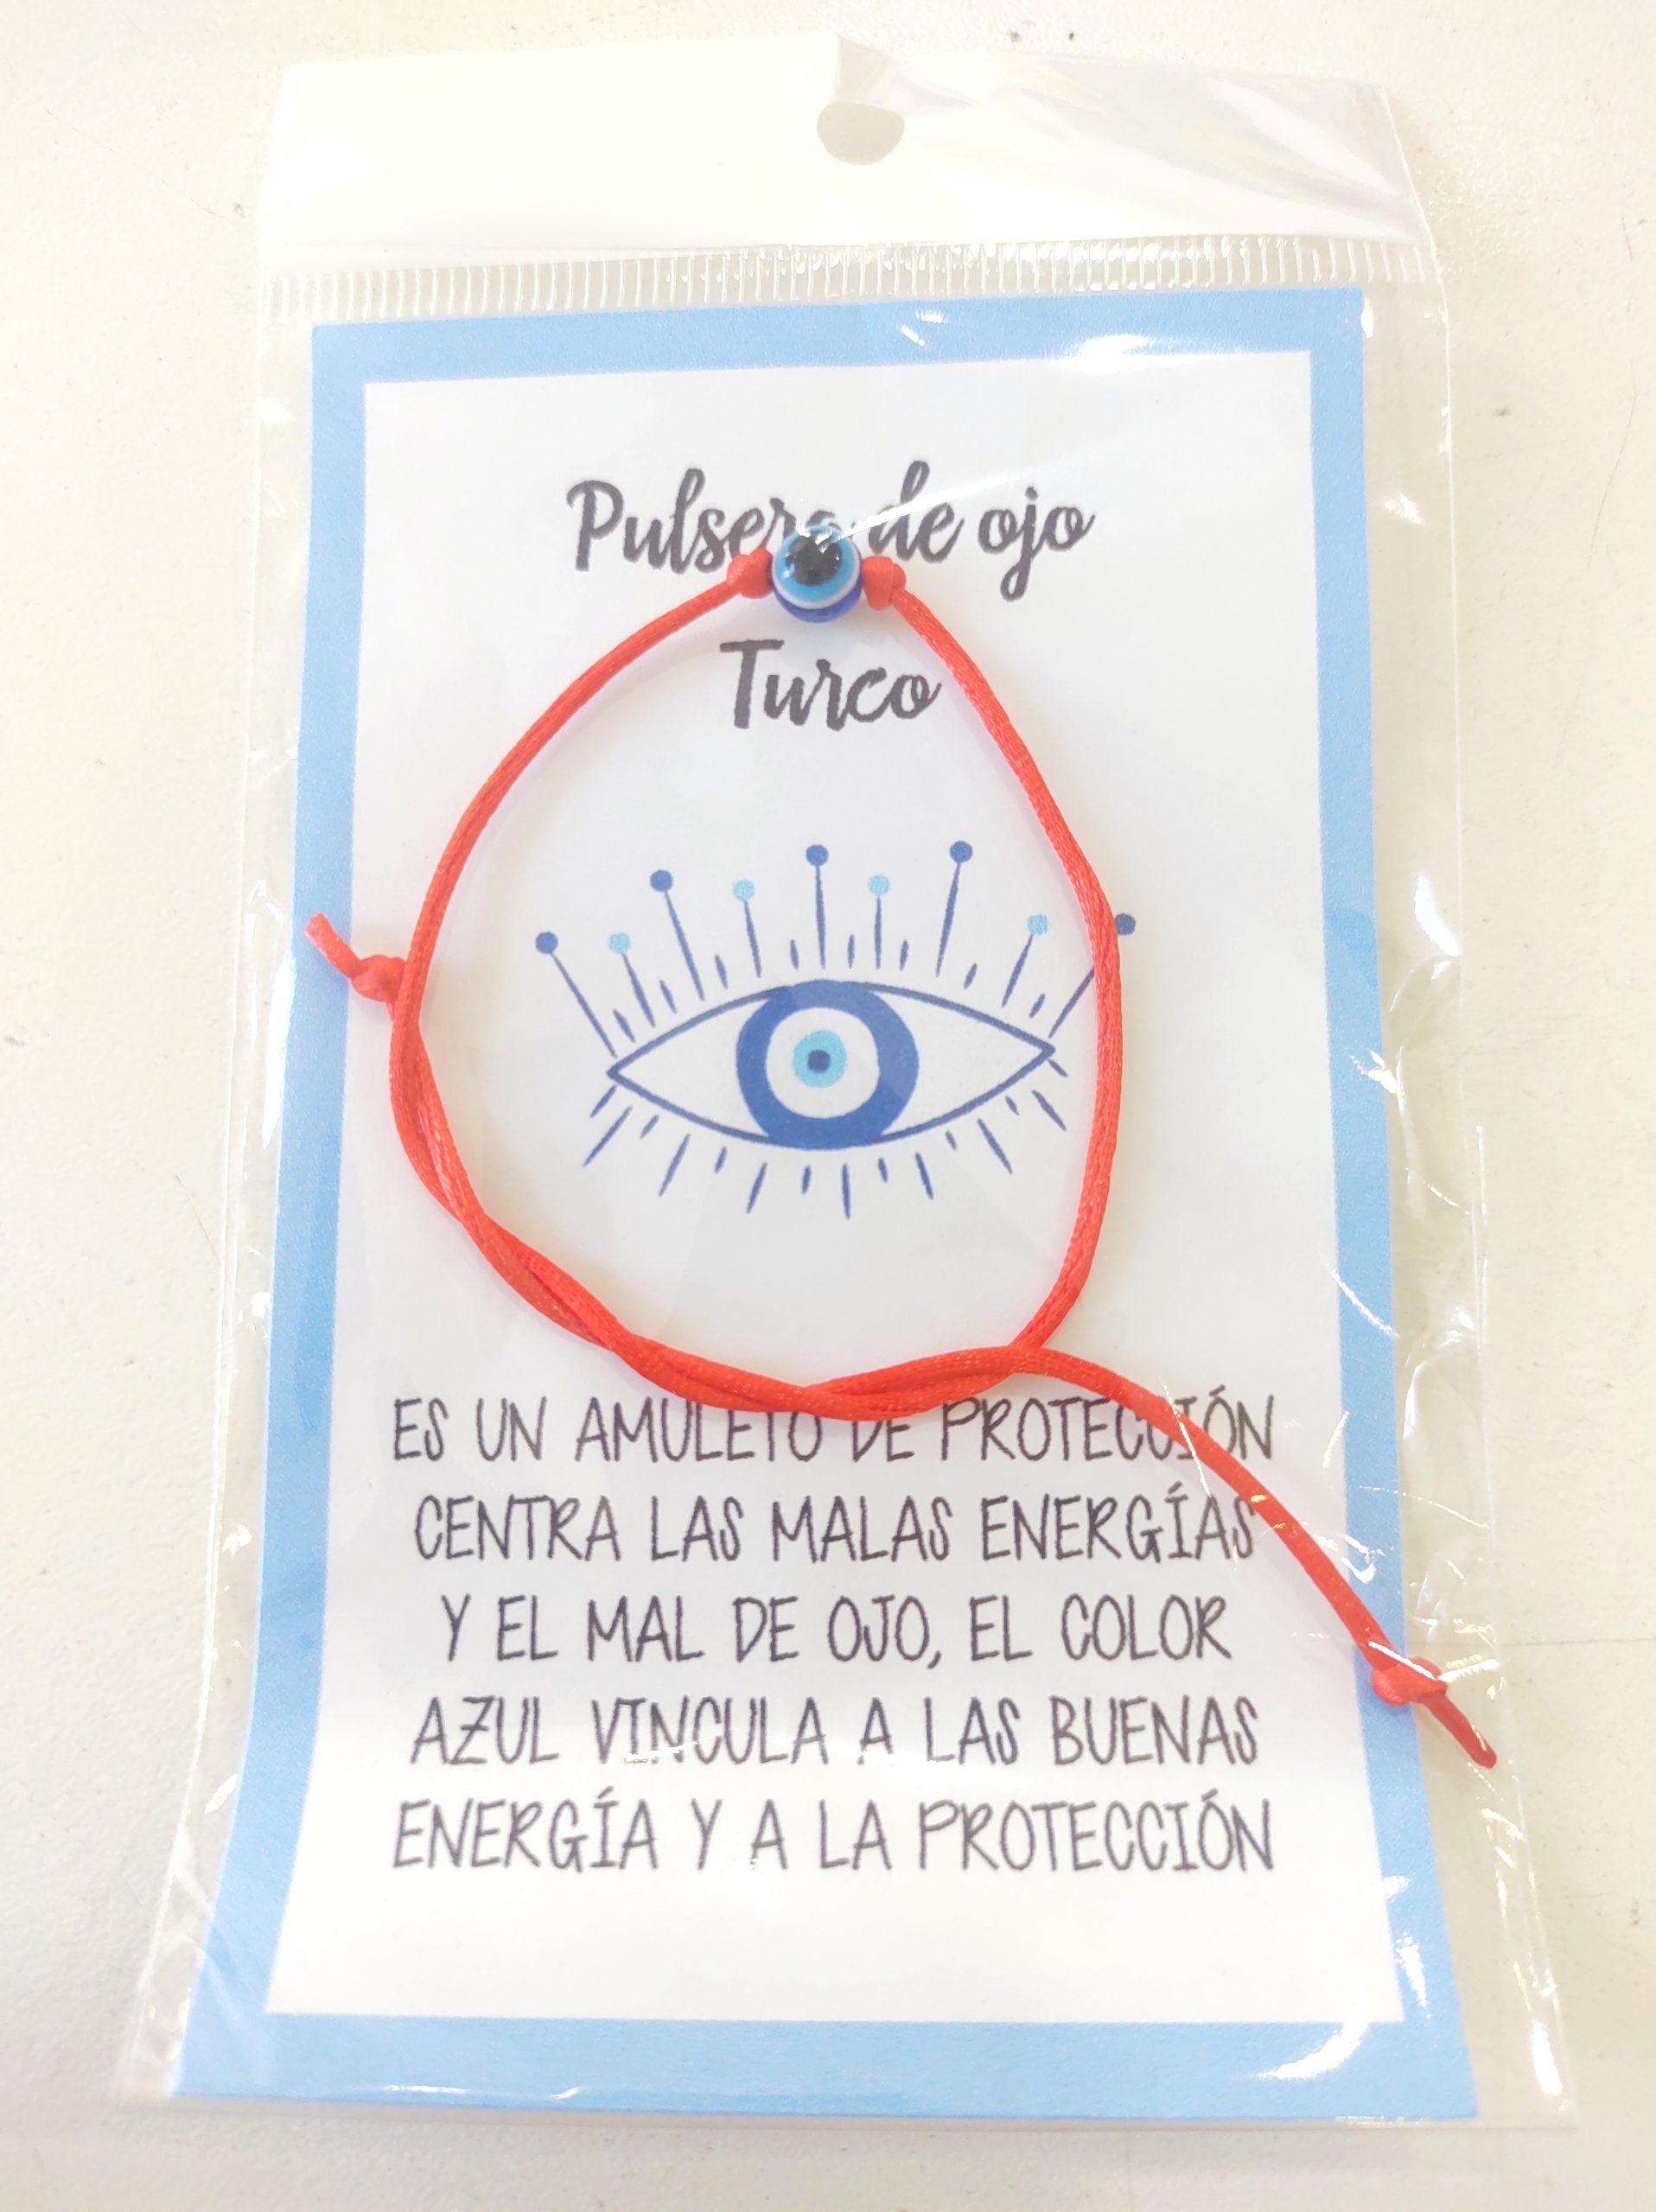 Pulsera de ojo
Turco
ES UN AMULETO DE PROTECCIÓN
CENTRA LAS MALAS ENERGÍAS
Y EL MAL DE OJO, EL COLOR
AZUL VINCULA A LAS BUENAS
ENERGÍA Y A LA PROTECCIÓN